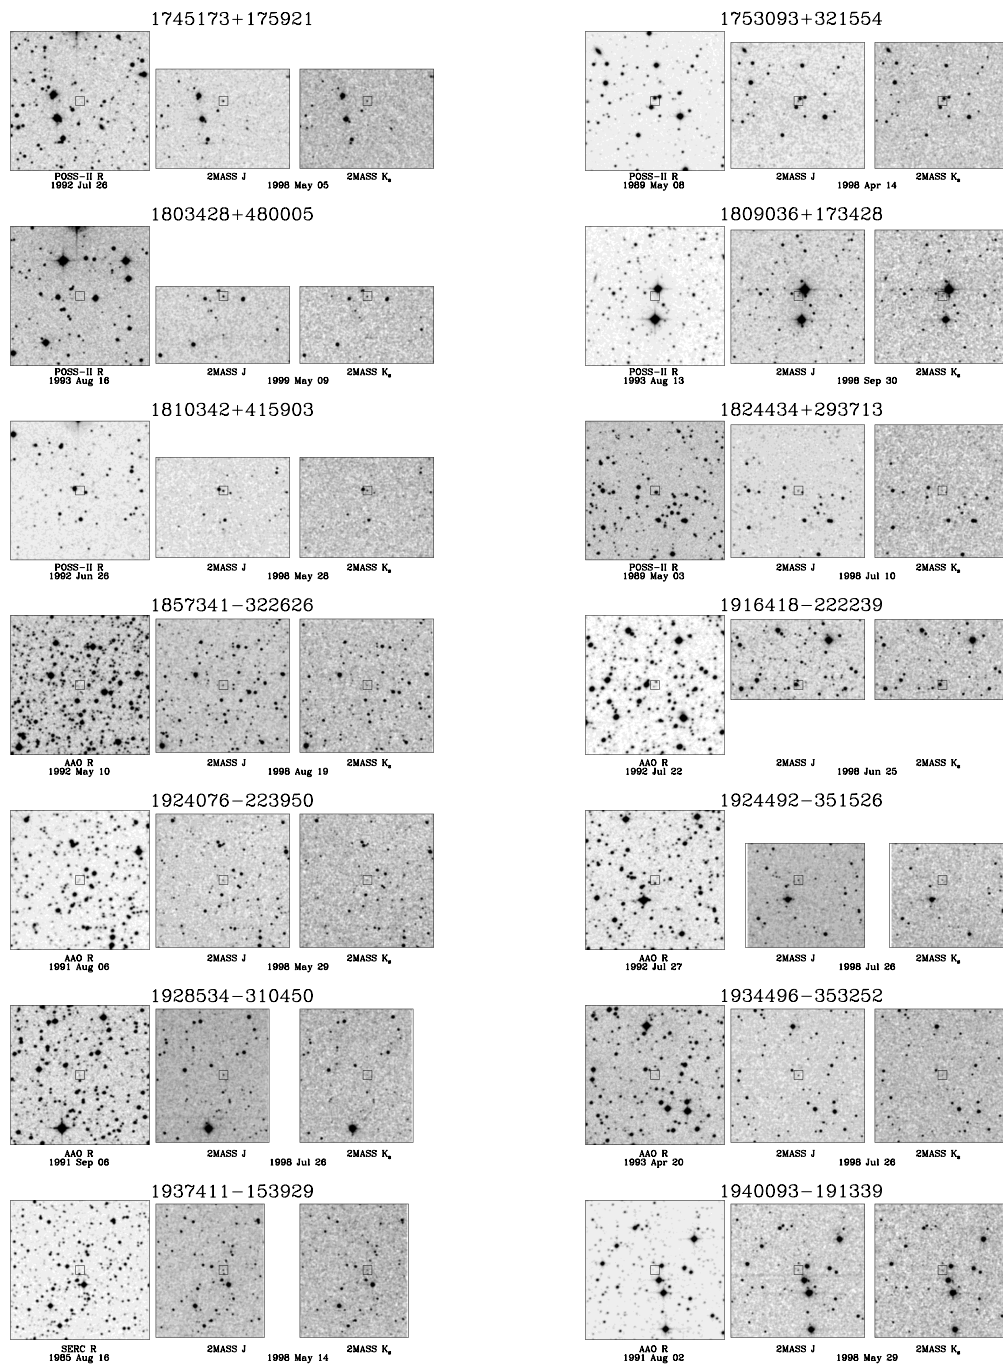 1745173+175921
POSS-II R
1992 Jul 26
2MASS J
1998 May 05
2MASS Ks
1753093+321554
POSS-II R
1989 May 08
2MASS J
1998 Apr 14
2MASS Ks
1803428+480005
POSS-II R
1993 Aug 16
2MASS J
1999 May 09
2MASS Ks
1809036+173428
POSS-II R
1993 Aug 13
2MASS J
1998 Sep 30
2MASS Ks
1810342+415903
POSS-II R
1992 Jun 26
2MASS J
1998 May 28
2MASS Ks
1824434+293713
POSS-II R
1989 May 03
2MASS J
1998 Jul 10
2MASS Ks
1857341-322626
AAO R
1992 May 10
2MASS J
1998 Aug 19
2MASS Ks
1916418-222239
AAO R
1992 Jul 22
2MASS J
1998 Jun 25
2MASS Ks
1924076-223950
AAO R
1991 Aug 06
2MASS J
1998 May 29
2MASS Ks
1924492-351526
AAO R
1992 Jul 27
2MASS J
1998 Jul 26
2MASS Ks
1928534-310450
AAO R
1991 Sep 06
2MASS J
1998 Jul 26
2MASS Ks
1934496-353252
AAO R
1993 Apr 20
2MASS J
1998 Jul 26
2MASS Ks
1937411-153929
SERC R
1985 Aug 16
2MASS J
1998 May 14
2MASS Ks
1940093-191339
AAO R
1991 Aug 02
2MASS J
1998 May 29
2MASS Ks